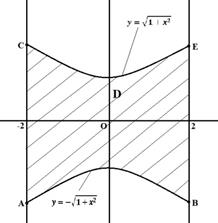 y = √1 + x²
C
E
D
-2
O
2
A
B
y = -√1+x²